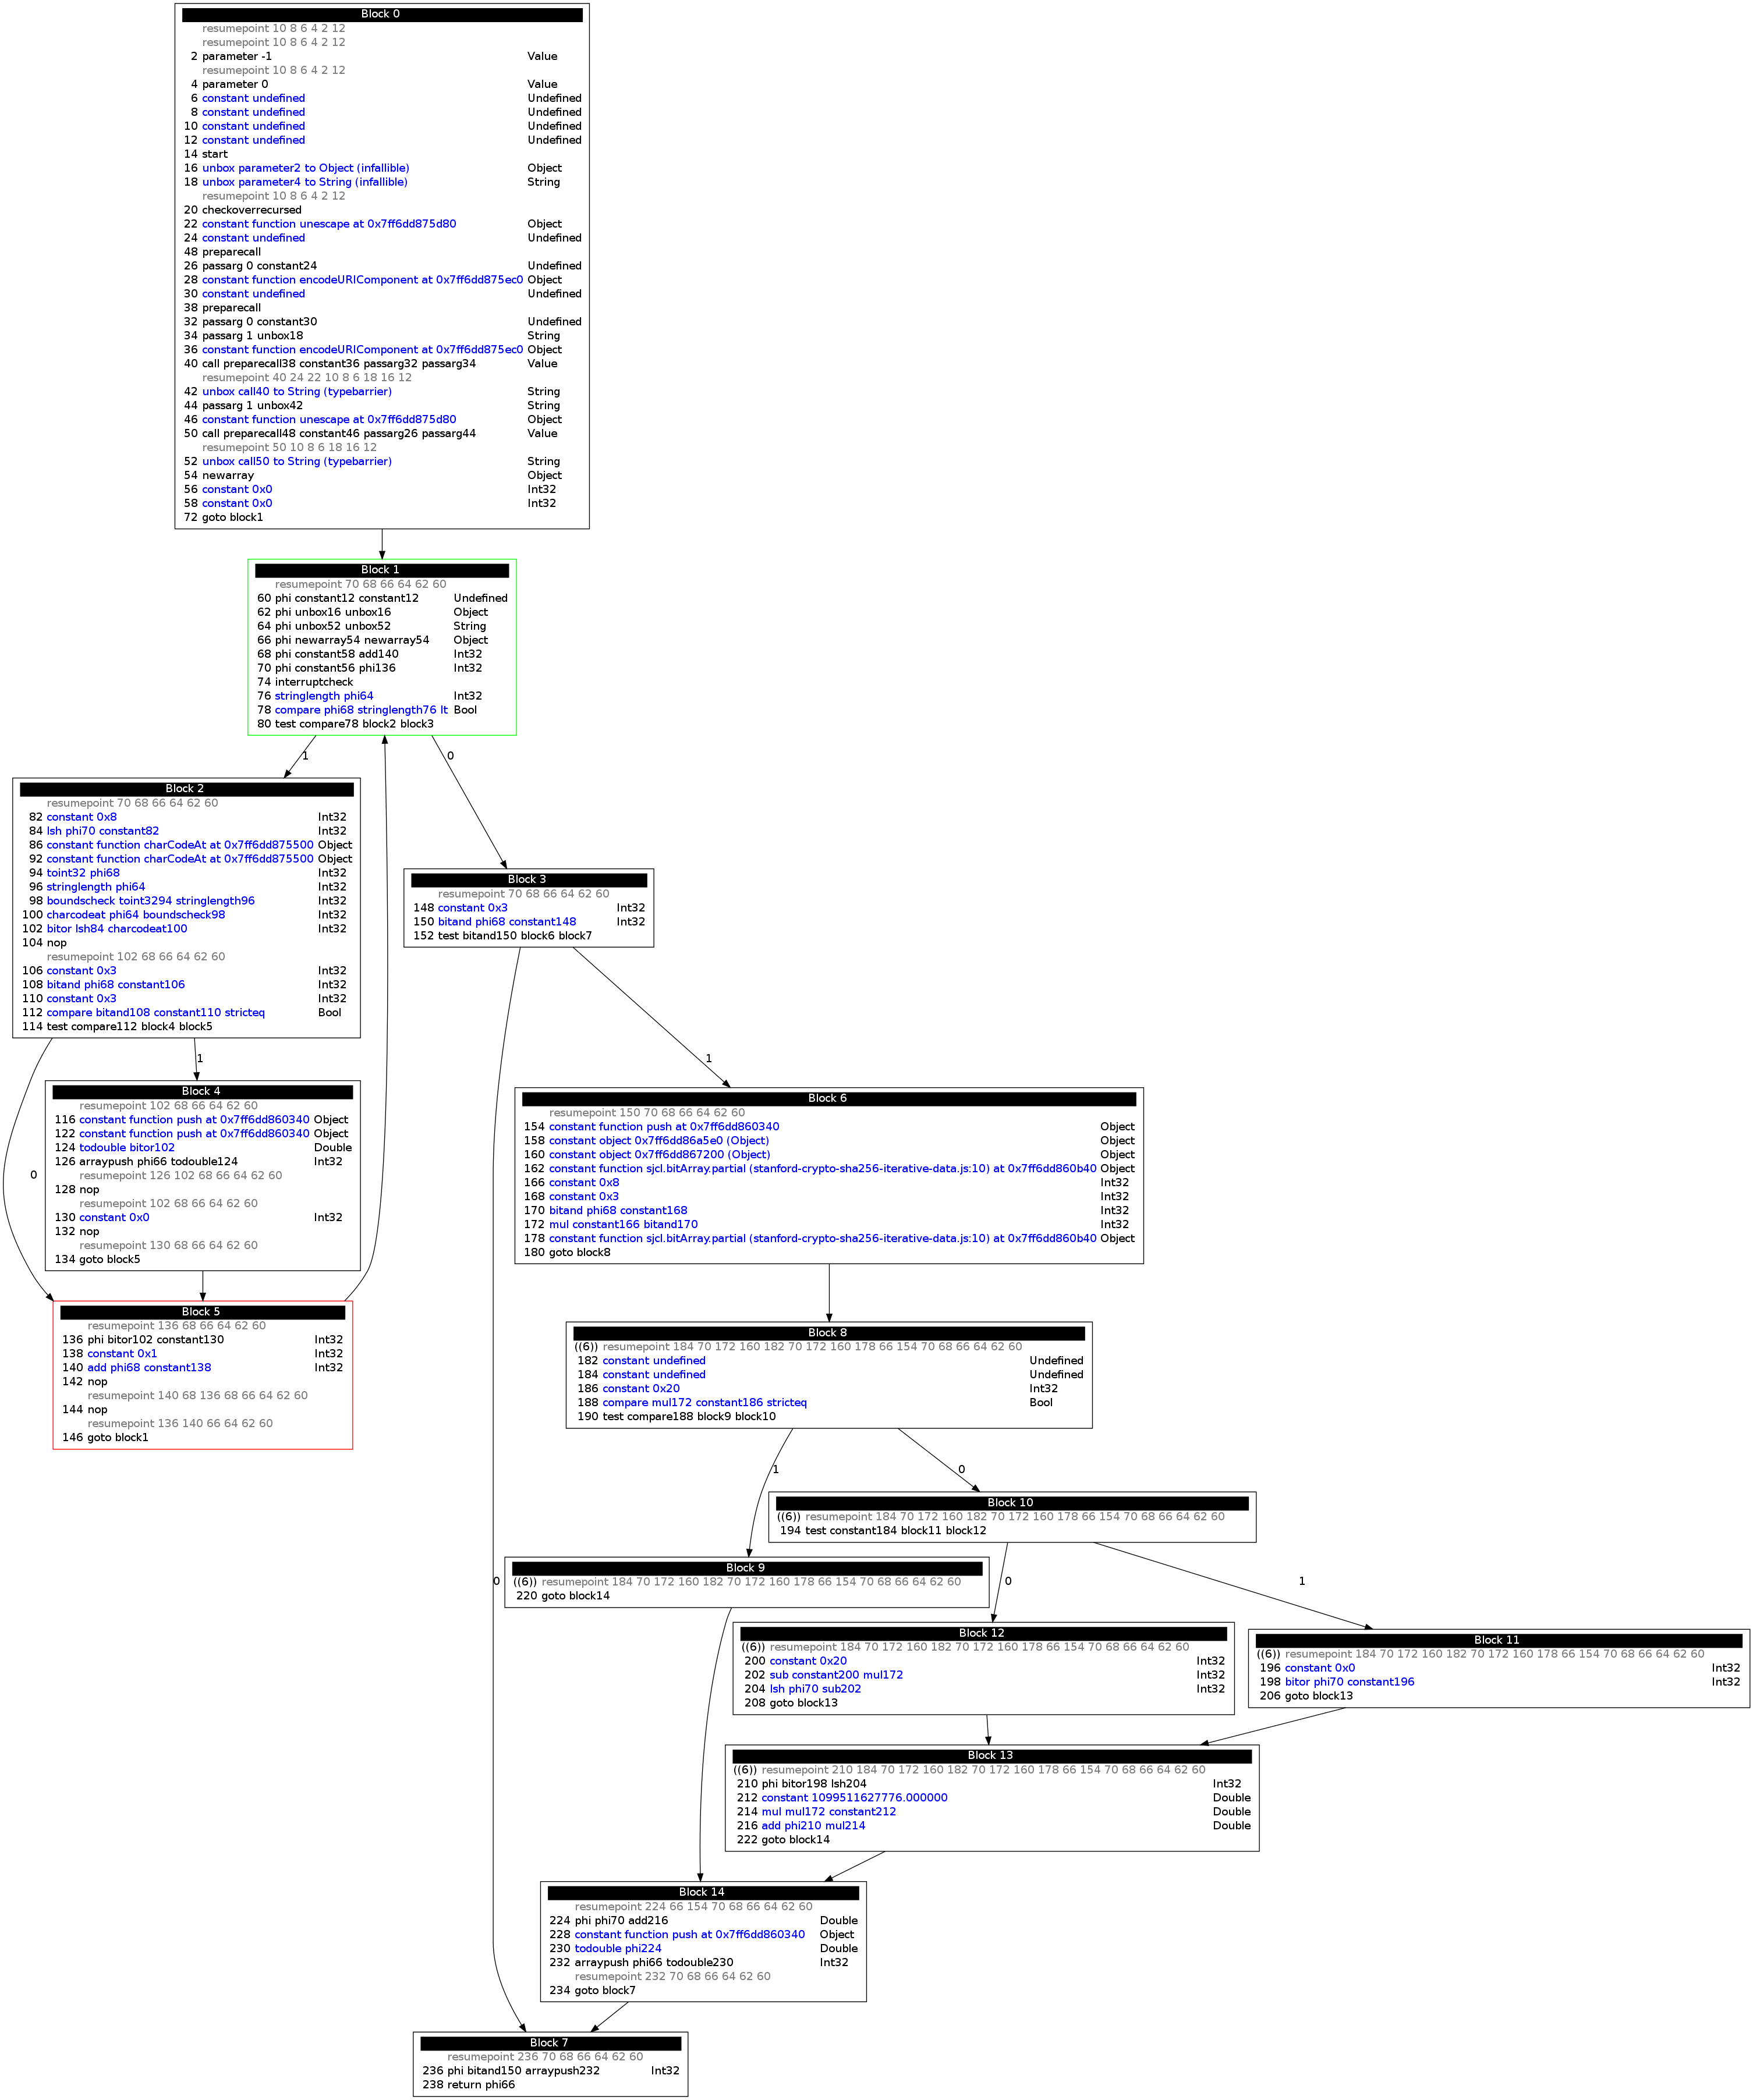 Block 0
resumepoint 10 8 6 4 2 12
resumepoint 10 8 6 4 2 12
2 parameter -1 Value
resumepoint 10 8 6 4 2 12
4 parameter 0 Value
6 constant undefined Undefined
8 constant undefined Undefined
10 constant undefined Undefined
12 constant undefined Undefined
14 start
16 unbox parameter2 to Object (infallible) Object
18 unbox parameter4 to String (infallible) String
resumepoint 10 8 6 4 2 12
20 checkoverrecursed
22 constant function unescape at 0x7ff6dd875d80 Object
24 constant undefined Undefined
48 preparecall
26 passarg 0 constant24 Undefined
28 constant function encodeURIComponent at 0x7ff6dd875ec0 Object
30 constant undefined Undefined
38 preparecall
32 passarg 0 constant30 Undefined
34 passarg 1 unbox18 String
36 constant function encodeURIComponent at 0x7ff6dd875ec0 Object
40 call preparecall38 constant36 passarg32 passarg34 Value
resumepoint 40 24 22 10 8 6 18 16 12
42 unbox call40 to String (typebarrier) String
44 passarg 1 unbox42 String
46 constant function unescape at 0x7ff6dd875d80 Object
50 call preparecall48 constant46 passarg26 passarg44 Value
resumepoint 50 10 8 6 18 16 12
52 unbox call50 to String (typebarrier) String
54 newarray Object
56 constant 0x0 Int32
58 constant 0x0 Int32
72 goto block1
Block 1
resumepoint 70 68 66 64 62 60
60 phi constant12 constant12 Undefined
62 phi unbox16 unbox16 Object
64 phi unbox52 unbox52 String
66 phi newarray54 newarray54 Object
68 phi constant58 add140 Int32
70 phi constant56 phi136 Int32
74 interruptcheck
76 stringlength phi64 Int32
78 compare phi68 stringlength76 lt Bool
80 test compare78 block2 block3
1
0
Block 2
resumepoint 70 68 66 64 62 60
82 constant 0x8 Int32
84 lsh phi70 constant82 Int32
86 constant function charCodeAt at 0x7ff6dd875500 Object
92 constant function charCodeAt at 0x7ff6dd875500 Object
94 toint32 phi68 Int32
96 stringlength phi64 Int32
98 boundscheck toint3294 stringlength96 Int32
100 charcodeat phi64 boundscheck98 Int32
102 bitor lsh84 charcodeat100 Int32
104 nop
resumepoint 102 68 66 64 62 60
106 constant 0x3 Int32
108 bitand phi68 constant106 Int32
110 constant 0x3 Int32
112 compare bitand108 constant110 stricteq Bool
114 test compare112 block4 block5
Block 3
resumepoint 70 68 66 64 62 60
148 constant 0x3 Int32
150 bitand phi68 constant148 Int32
152 test bitand150 block6 block7
1
1
0
Block 4
resumepoint 102 68 66 64 62 60
116 constant function push at 0x7ff6dd860340 Object
122 constant function push at 0x7ff6dd860340 Object
124 todouble bitor102 Double
126 arraypush phi66 todouble124 Int32
resumepoint 126 102 68 66 64 62 60
128 nop
resumepoint 102 68 66 64 62 60
130 constant 0x0 Int32
132 nop
resumepoint 130 68 66 64 62 60
134 goto block5
Block 6
resumepoint 150 70 68 66 64 62 60
154 constant function push at 0x7ff6dd860340 Object
158 constant object 0x7ff6dd86a5e0 (Object) Object
160 constant object 0x7ff6dd867200 (Object) Object
162 constant function sjcl.bitArray.partial (stanford-crypto-sha256-iterative-data.js:10) at 0x7ff6dd860b40 Object
166 constant 0x8 Int32
168 constant 0x3 Int32
170 bitand phi68 constant168 Int32
172 mul constant166 bitand170 Int32
178 constant function sjcl.bitArray.partial (stanford-crypto-sha256-iterative-data.js:10) at 0x7ff6dd860b40 Object
180 goto block8
Block 5
resumepoint 136 68 66 64 62 60
136 phi bitor102 constant130 Int32
138 constant 0x1 Int32
140 add phi68 constant138 Int32
142 nop
resumepoint 140 68 136 68 66 64 62 60
144 nop
resumepoint 136 140 66 64 62 60
146 goto block1
Block 8
((6)) resumepoint 184 70 172 160 182 70 172 160 178 66 154 70 68 66 64 62 60
182 constant undefined Undefined
184 constant undefined Undefined
186 constant 0x20 Int32
188 compare mul172 constant186 stricteq Bool
190 test compare188 block9 block10
1
0
Block 10
((6)) resumepoint 184 70 172 160 182 70 172 160 178 66 154 70 68 66 64 62 60
194 test constant184 block11 block12
Block 9
((6)) resumepoint 184 70 172 160 182 70 172 160 178 66 154 70 68 66 64 62 60
220 goto block14
0
0
1
Block 12
((6)) resumepoint 184 70 172 160 182 70 172 160 178 66 154 70 68 66 64 62 60
200 constant 0x20 Int32
202 sub constant200 mul172 Int32
204 lsh phi70 sub202 Int32
208 goto block13
Block 11
((6)) resumepoint 184 70 172 160 182 70 172 160 178 66 154 70 68 66 64 62 60
196 constant 0x0 Int32
198 bitor phi70 constant196 Int32
206 goto block13
Block 13
((6)) resumepoint 210 184 70 172 160 182 70 172 160 178 66 154 70 68 66 64 62 60
210 phi bitor198 lsh204 Int32
212 constant 1099511627776.000000 Double
214 mul mul172 constant212 Double
216 add phi210 mul214 Double
222 goto block14
Block 14
resumepoint 224 66 154 70 68 66 64 62 60
224 phi phi70 add216 Double
228 constant function push at 0x7ff6dd860340 Object
230 todouble phi224 Double
232 arraypush phi66 todouble230 Int32
resumepoint 232 70 68 66 64 62 60
234 goto block7
Block 7
resumepoint 236 70 68 66 64 62 60
236 phi bitand150 arraypush232 Int32
238 return phi66